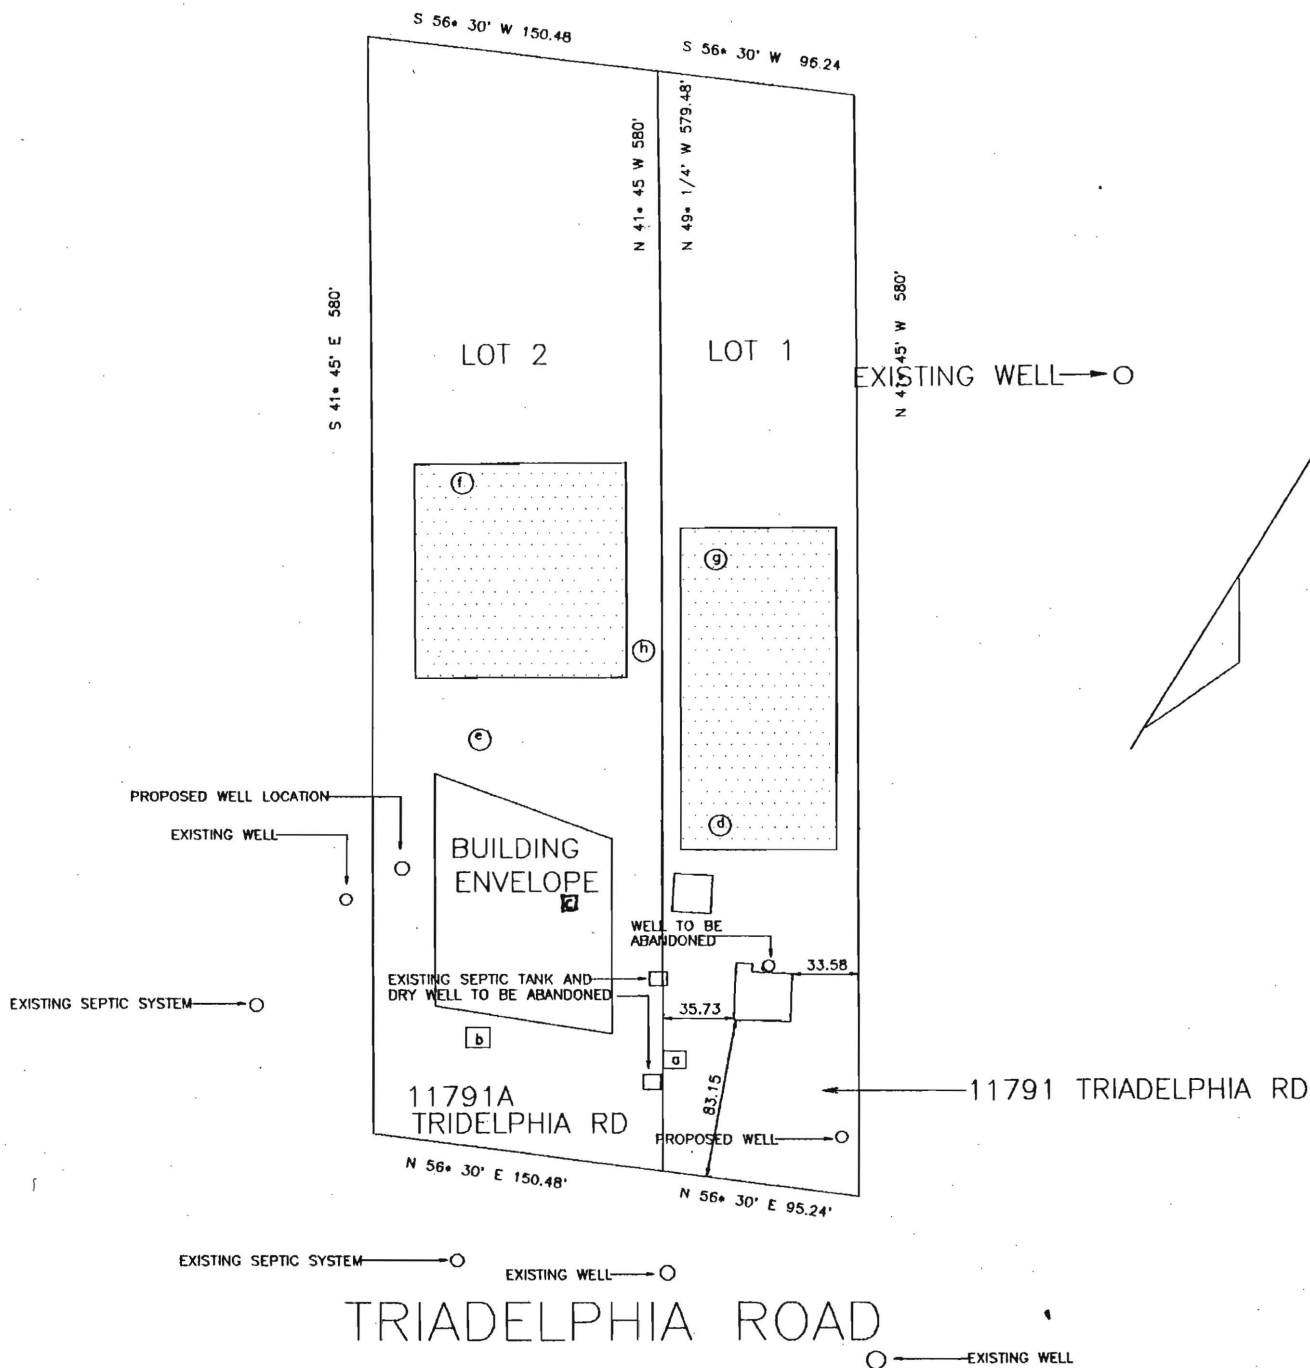 S 56* 30' W 150.48
S 56* 30' W 96.24
N 41* 45 W 580'
N 49* 1/4' W 579.48'
S 41* 45' E 580'
N 41* 45' W 580'
LOT 2
LOT 1
EXISTING WELL
f
g
h
e
d
PROPOSED WELL LOCATION
EXISTING WELL
BUILDING
ENVELOPE
c
WELL TO BE
ABANDONED
33.58
EXISTING SEPTIC TANK AND
DRY WELL TO BE ABANDONED
EXISTING SEPTIC SYSTEM
35.73
b
a
83.15
11791A
TRIDELPHIA RD
11791 TRIADELPHIA RD
PROPOSED WELL
N 56* 30' E 150.48'
N 56* 30' E 95.24'
EXISTING SEPTIC SYSTEM
EXISTING WELL
TRIADELPHIA ROAD
EXISTING WELL